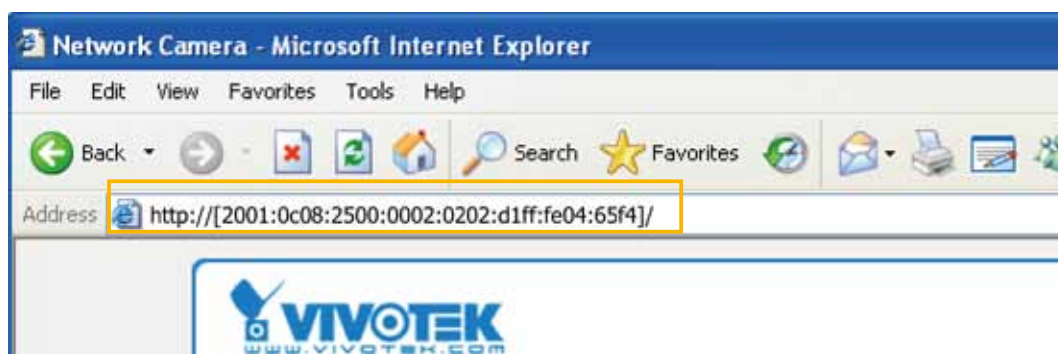 Network Camera - Microsoft Internet Explorer
File Edit View Favorites Tools Help
Back Search Favorites
Address http://[2001:0c08:2500:0002:0202:d1ff:fe04:65f4]/
VIVOTEK
WWW.VIVOTEK.COM